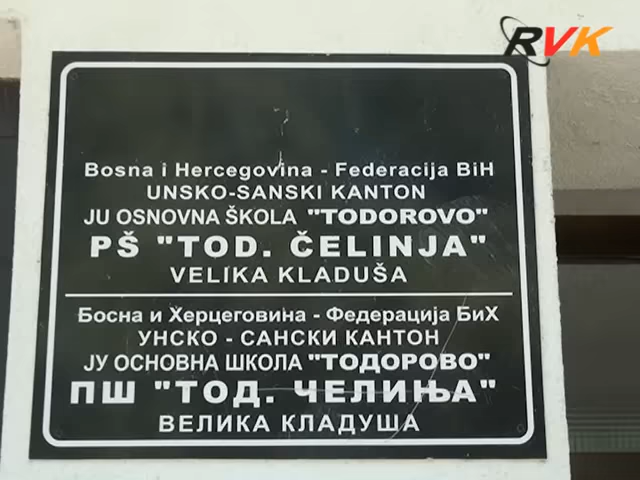 RVK
Bosna i Hercegovina - Federacija BiH
UNSKO-SANSKI KANTON
JU OSNOVNA ŠKOLA "TODOROVO"
PŠ "TOD. ČELINJA"
VELIKA KLADUŠA
Босна и Херцеговина - Федерација БиХ
УНСКО - САНСКИ КАНТОН
ЈУ ОСНОВНА ШКОЛА "ТОДОРОВО"
ПШ "ТОД. ЧЕЛИЊА"
ВЕЛИКА КЛАДУША